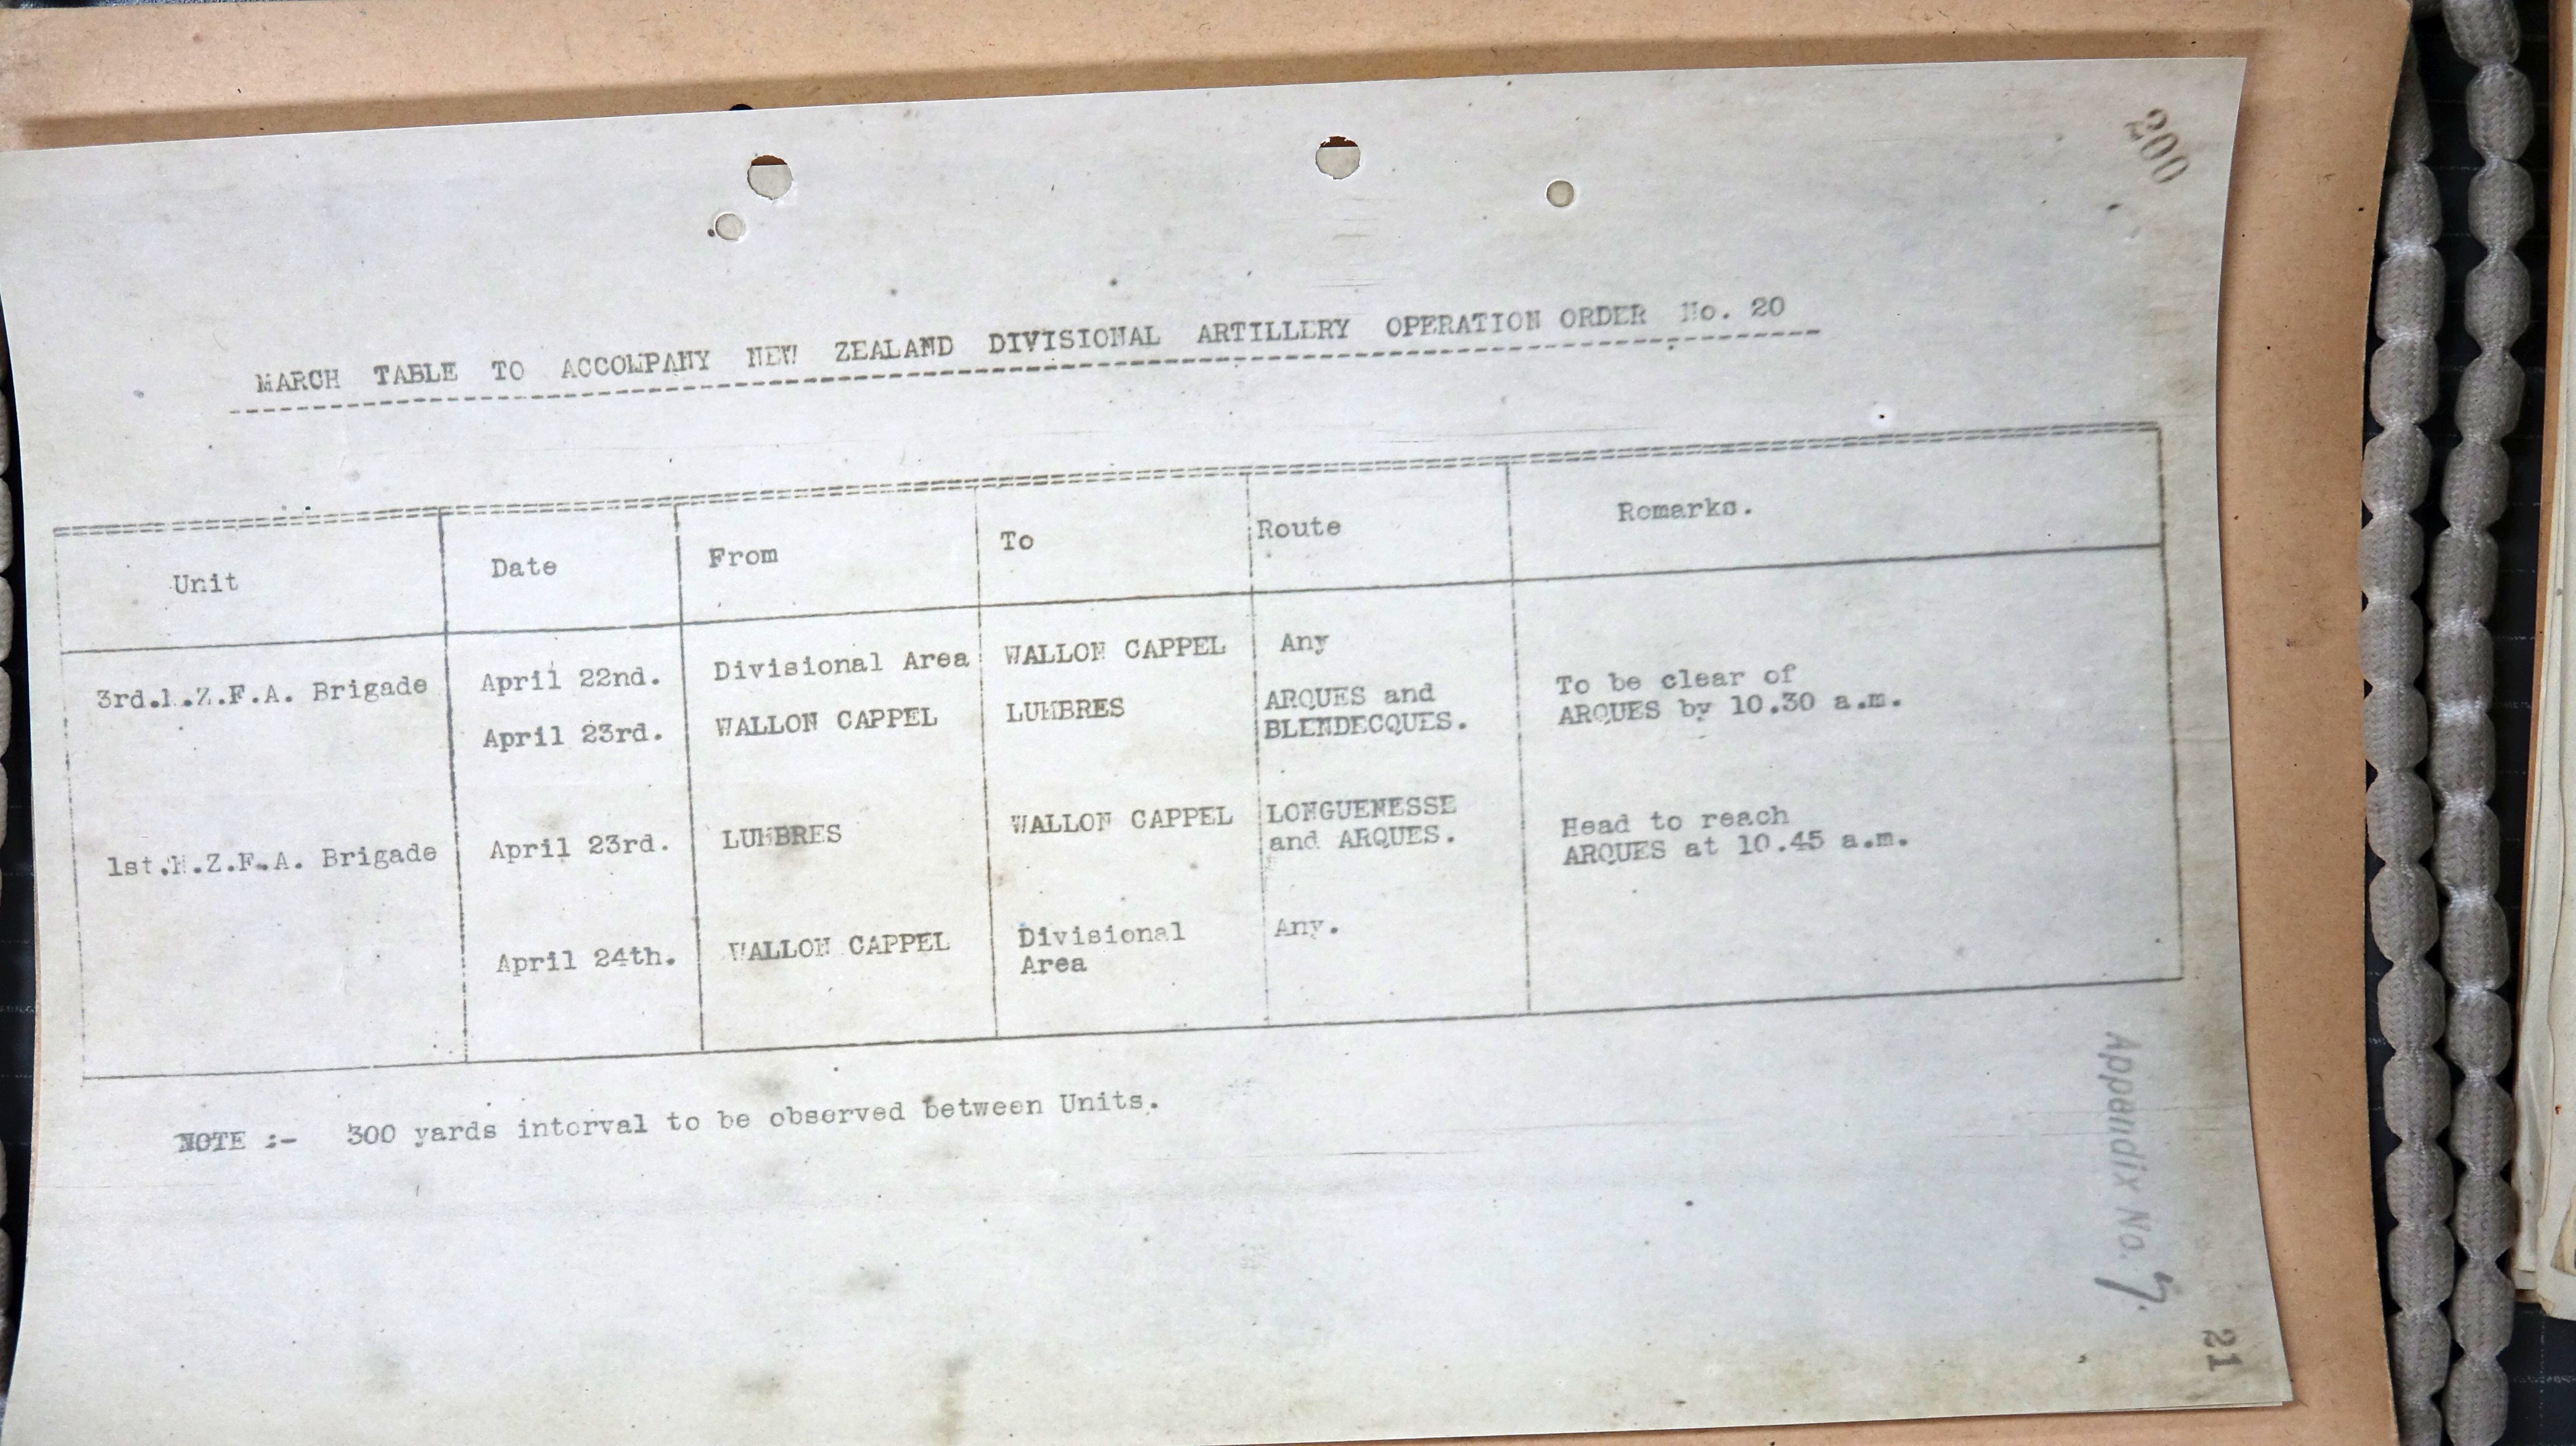 200
MARCH TABLE TO ACCOMPANY NEW ZEALAND DIVISIONAL ARTILLERY OPERATION ORDER No. 20
Unit Date From To Route Remarks.
3rd.N.Z.F.A. Brigade April 22nd. Divisional Area WALLON CAPPEL Any
April 23rd. WALLON CAPPEL LUMBRES ARQUES and To be clear of
BLENDECQUES. ARQUES by 10.30 a.m.
1st.N.Z.F.A. Brigade April 23rd. LUMBRES WALLON CAPPEL LONGUENESSE Head to reach
and ARQUES. ARQUES at 10.45 a.m.
April 24th. WALLON CAPPEL Divisional Any.
Area
NOTE :- 300 yards interval to be observed between Units.
Appendix No. 7.
21